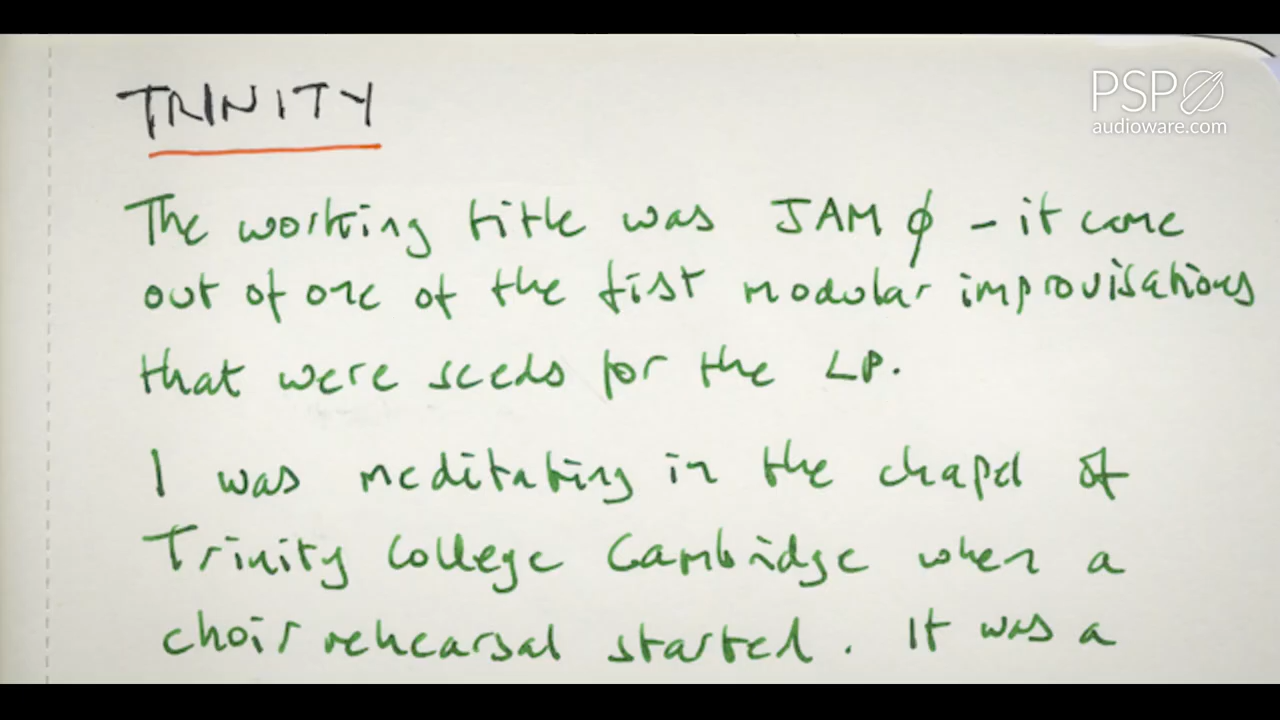 TRINITY
PSP
audioware.com
The working title was JAM ϕ – it came
out of one of the first modular improvisations
that were seeds for the LP.
I was meditating in the chapel of
Trinity College Cambridge when a
choir rehearsal started. It was a